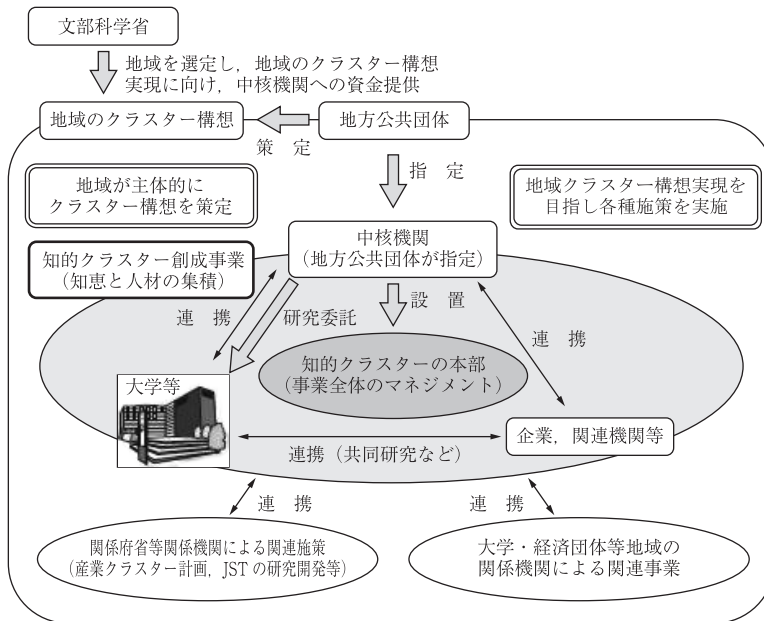 文部科学省
地域を選定し，地域のクラスター構想
実現に向け，中核機関への資金提供
地域のクラスター構想
地方公共団体
策　定
指　定
地域が主体的に
クラスター構想を策定
地域クラスター構想実現を
目指し各種施策を実施
中核機関
（地方公共団体が指定）
知的クラスター創成事業
（知恵と人材の集積）
連　携
研究委託
設　置
連　携
知的クラスターの本部
（事業全体のマネジメント）
大学等
企業，関連機関等
連携（共同研究など）
連　携
連　携
関係府省等関係機関による関連施策
（産業クラスター計画，JSTの研究開発等）
大学・経済団体等地域の
関係機関による関連事業